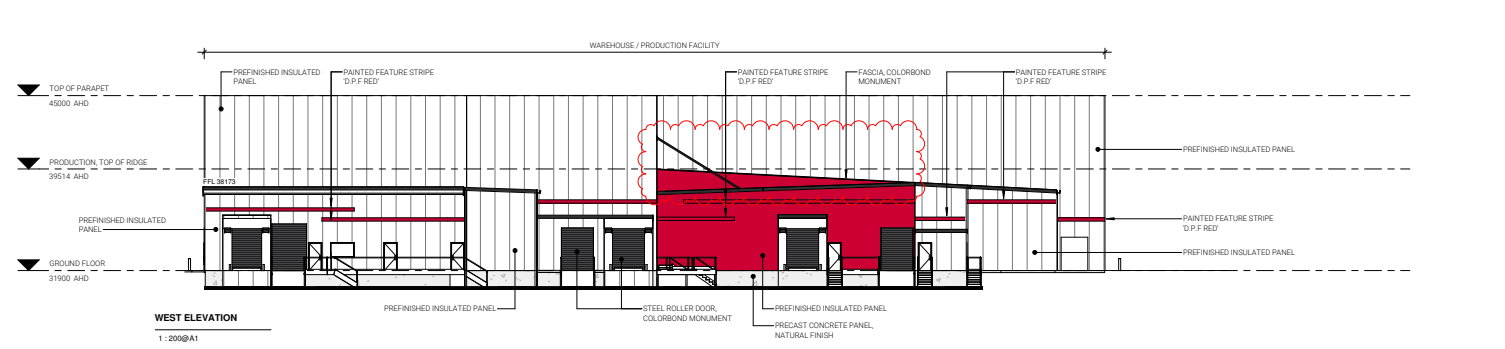 WAREHOUSE / PRODUCTION FACILITY
PREFINISHED INSULATED
PANEL
PAINTED FEATURE STRIPE
'D.P.F RED'
PAINTED FEATURE STRIPE
'D.P.F RED'
FASCIA, COLORBOND
MONUMENT
PAINTED FEATURE STRIPE
'D.P.F RED'
TOP OF PARAPET
45000 AHD
PREFINISHED INSULATED PANEL
PRODUCTION, TOP OF RIDGE
39514 AHD
FFL 38173
PREFINISHED INSULATED
PANEL
PAINTED FEATURE STRIPE
'D.P.F RED'
PREFINISHED INSULATED PANEL
GROUND FLOOR
31900 AHD
PREFINISHED INSULATED PANEL
STEEL ROLLER DOOR,
COLORBOND MONUMENT
PREFINISHED INSULATED PANEL
PRECAST CONCRETE PANEL,
NATURAL FINISH
WEST ELEVATION
1 : 200@A1